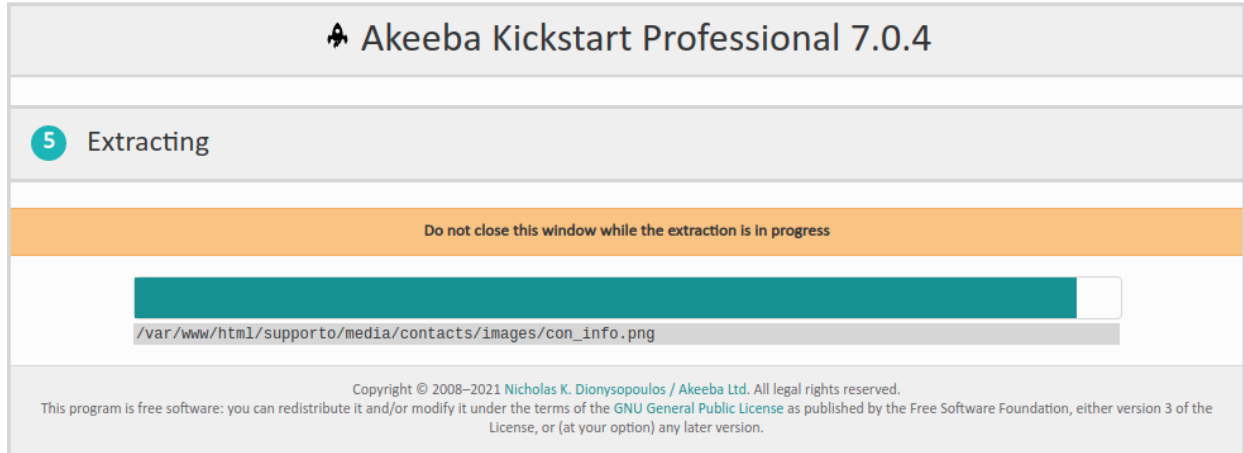 Akeeba Kickstart Professional 7.0.4
5 Extracting
Do not close this window while the extraction is in progress
/var/www/html/supporto/media/contacts/images/con_info.png
Copyright © 2008–2021 Nicholas K. Dionysopoulos / Akeeba Ltd. All legal rights reserved.
This program is free software: you can redistribute it and/or modify it under the terms of the GNU General Public License as published by the Free Software Foundation, either version 3 of the
License, or (at your option) any later version.